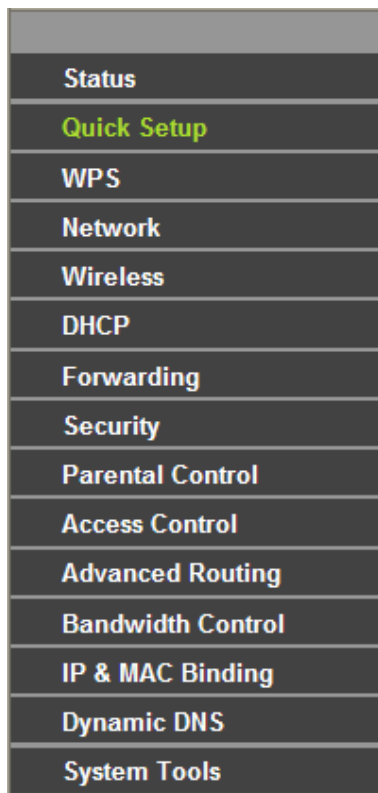 Status
Quick Setup
WPS
Network
Wireless
DHCP
Forwarding
Security
Parental Control
Access Control
Advanced Routing
Bandwidth Control
IP & MAC Binding
Dynamic DNS
System Tools